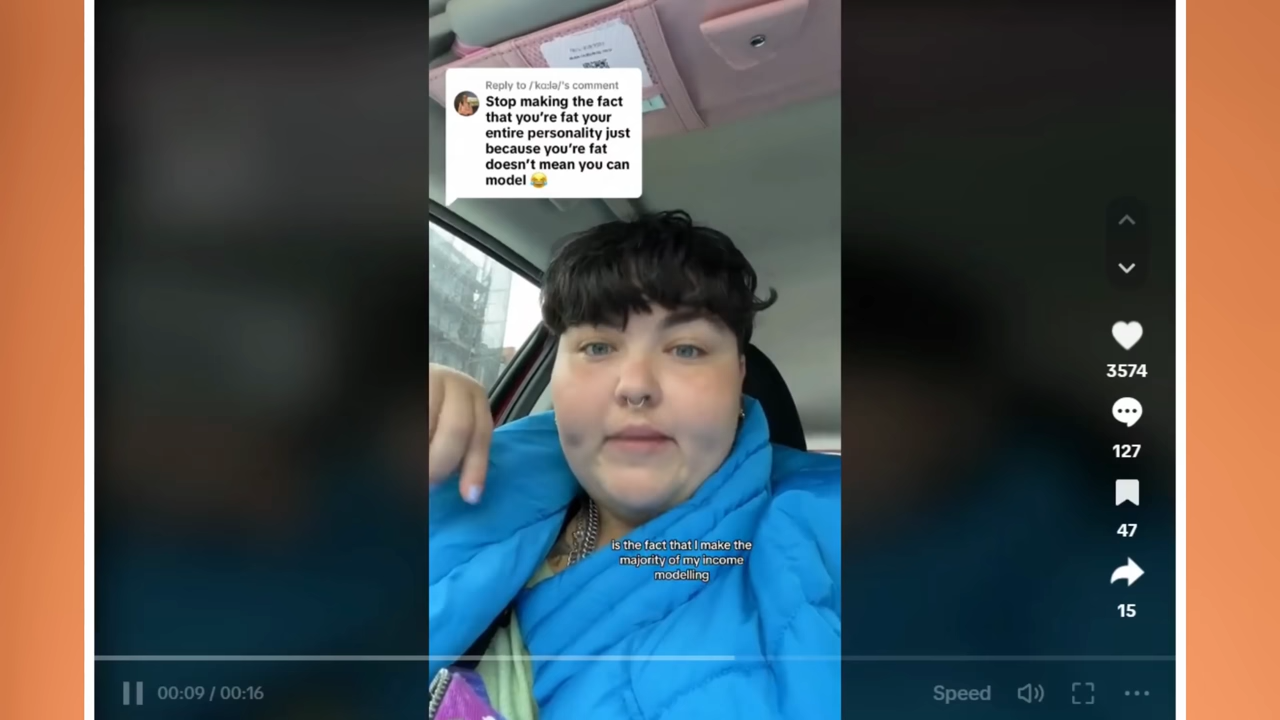 Reply to /kɑːlə/'s comment
Stop making the fact
that you're fat your
entire personality just
because you're fat
doesn't mean you can
model 😂
3574
127
47
15
is the fact that I make the
majority of my income
modelling
00:09 / 00:16
Speed